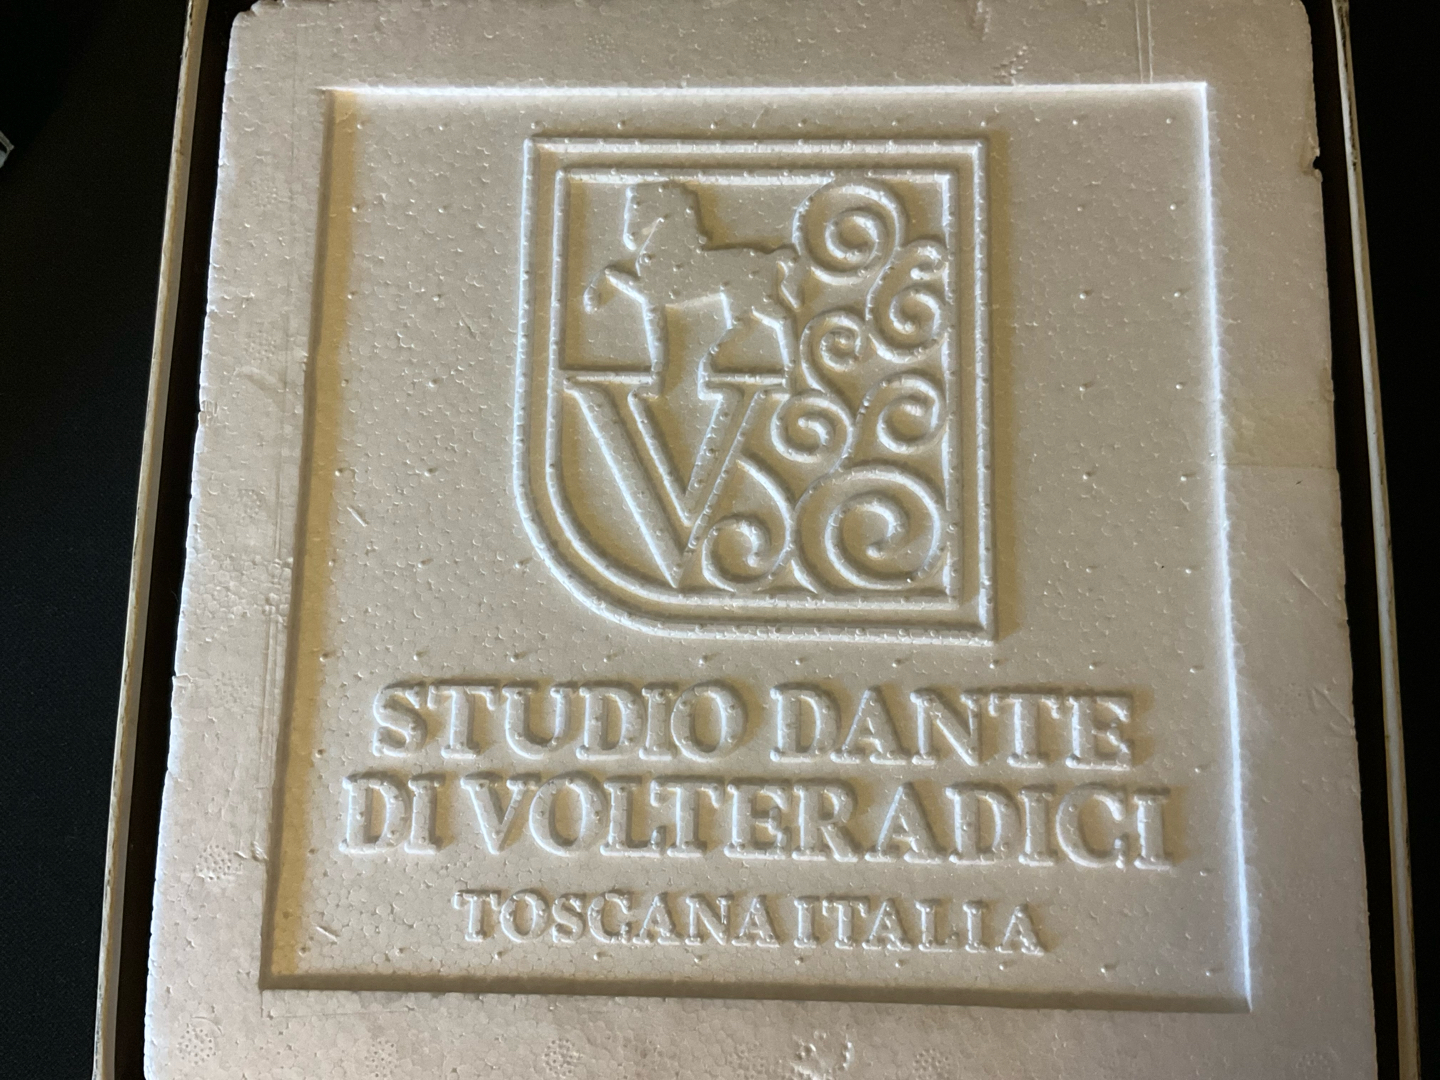 V
STUDIO DANTE
DI VOLTERADICI
TOSCANA ITALIA